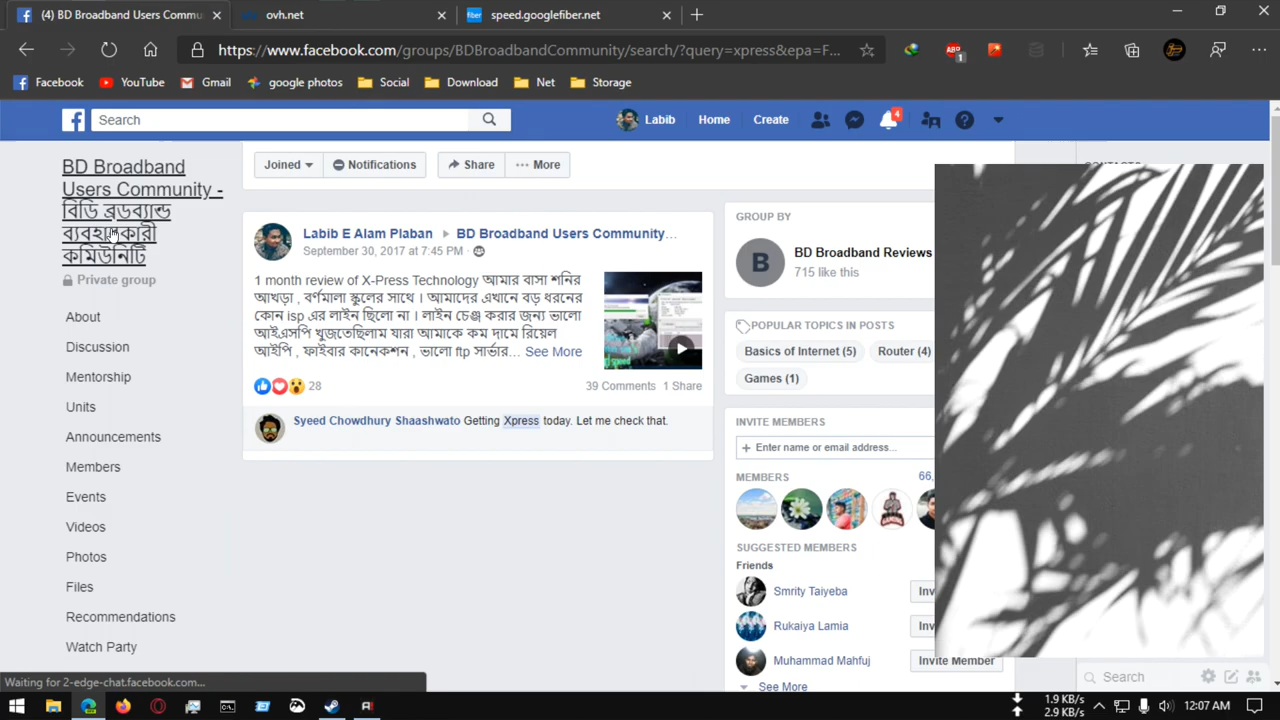 (4) BD Broadband Users Commu
ovh.net
fiber
speed.googlefiber.net
https://www.facebook.com/groups/BDBroadbandCommunity/search/?query=xpress&epa=F...
ABP
1
Facebook
YouTube
Gmail
google photos
Social
Download
Net
Storage
Search
Labib
Home
Create
4
BD Broadband
Users Community -
বিডি ব্রডব্যান্ড
ব্যবহারকারী
কমিউনিটি
Private group
About
Discussion
Mentorship
Units
Announcements
Members
Events
Videos
Photos
Files
Recommendations
Watch Party
Joined
Notifications
Share
More
Labib E Alam Plaban
BD Broadband Users Community...
September 30, 2017 at 7:45 PM
1 month review of X-Press Technology আমার বাসা শনির
আখড়া , বর্ণমালা স্কুলের সাথে । আমাদের এখানে বড় ধরনের
কোন isp এর লাইন ছিলো না । লাইন চেঞ্জ করার জন্য ভালো
আইএসপি খুজতেছিলাম যারা আমাকে কম দামে রিয়েল
আইপি , ফাইবার কানেকশন , ভালো ftp সার্ভার... See More
28
39 Comments 1 Share
Syeed Chowdhury Shaashwato Getting Xpress today. Let me check that.
GROUP BY
B
BD Broadband Reviews
715 like this
POPULAR TOPICS IN POSTS
Basics of Internet (5)
Router (4)
Games (1)
INVITE MEMBERS
Enter name or email address...
MEMBERS
66,
SUGGESTED MEMBERS
Friends
Smrity Taiyeba
Inv
Rukaiya Lamia
Inv
Muhammad Mahfuj
Invite Member
See More
Search
Waiting for 2-edge-chat.facebook.com...
1.9 KB/s
2.9 KB/s
12:07 AM